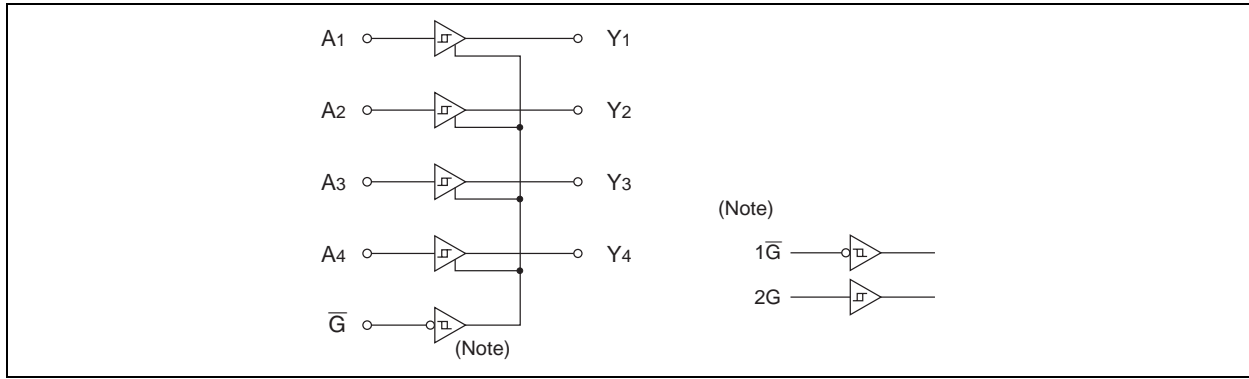 A1 Y1
A2 Y2
A3 Y3
A4 Y4
G̅ (Note)
(Note)
1G̅
2G